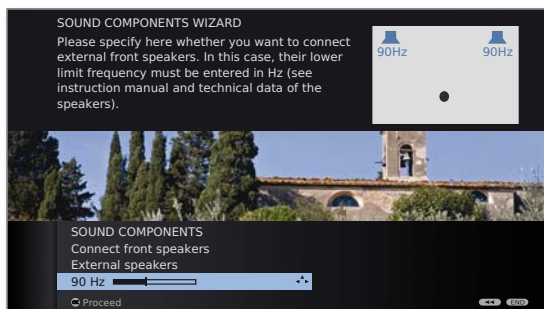 SOUND COMPONENTS WIZARD
Please specify here whether you want to connect
external front speakers. In this case, their lower
limit frequency must be entered in Hz (see
instruction manual and technical data of the
speakers).
90Hz 90Hz
SOUND COMPONENTS
Connect front speakers
External speakers
90 Hz
OK Proceed
END